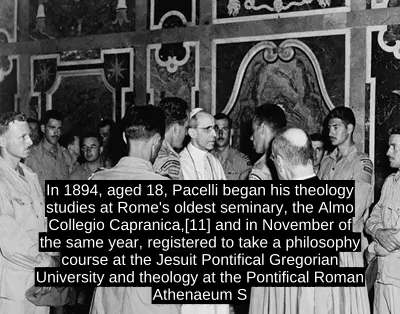 In 1894, aged 18, Pacelli began his theology
studies at Rome's oldest seminary, the Almo
Collegio Capranica,[11] and in November of
the same year, registered to take a philosophy
course at the Jesuit Pontifical Gregorian
University and theology at the Pontifical Roman
Athenaeum S